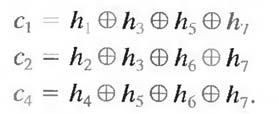 c₁ = h₁ ⊕ h₃ ⊕ h₅ ⊕ h₇
c₂ = h₂ ⊕ h₃ ⊕ h₆ ⊕ h₇
c₄ = h₄ ⊕ h₅ ⊕ h₆ ⊕ h₇.